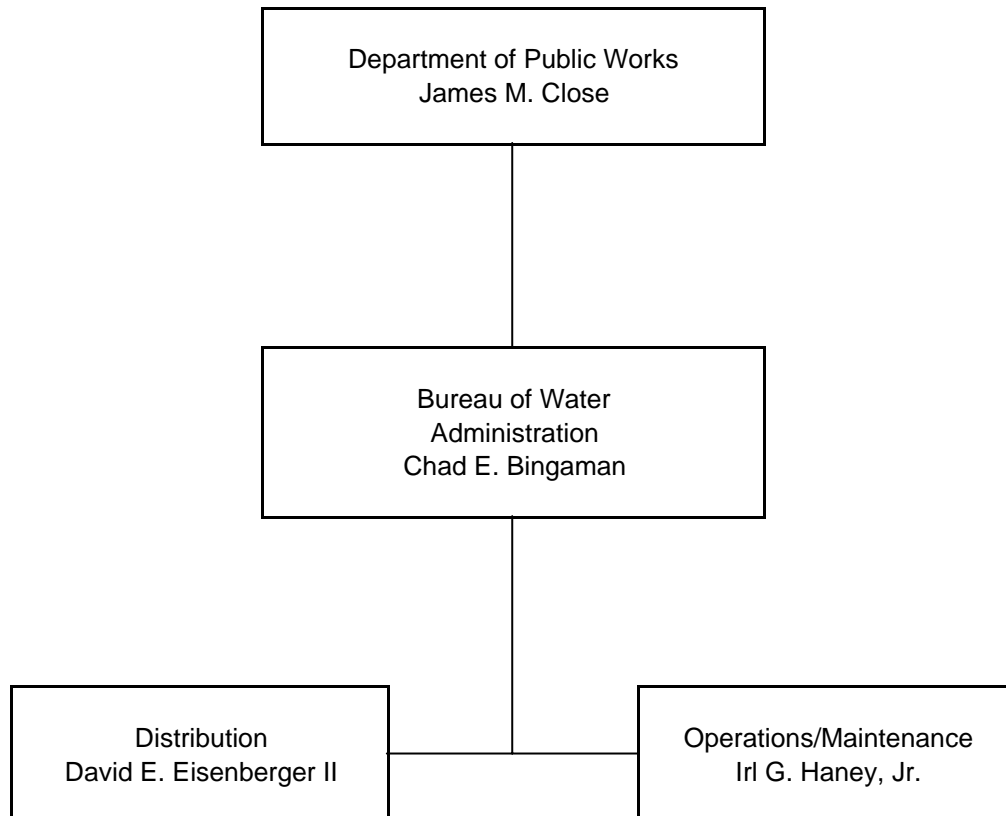 Department of Public Works
James M. Close
Bureau of Water
Administration
Chad E. Bingaman
Distribution
David E. Eisenberger II
Operations/Maintenance
Irl G. Haney, Jr.